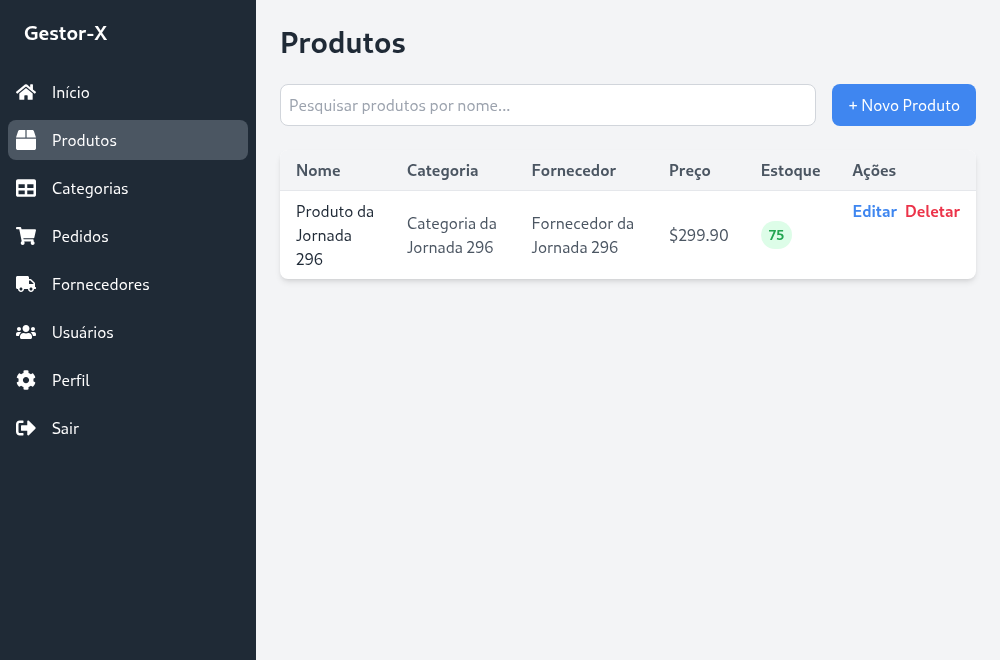 Gestor-X
Início
Produtos
Categorias
Pedidos
Fornecedores
Usuários
Perfil
Sair
Produtos
Pesquisar produtos por nome...
+ Novo Produto
Nome Categoria Fornecedor Preço Estoque Ações
Produto da
Jornada
296
Categoria da
Jornada 296
Fornecedor da
Jornada 296
$299.90
75
Editar Deletar